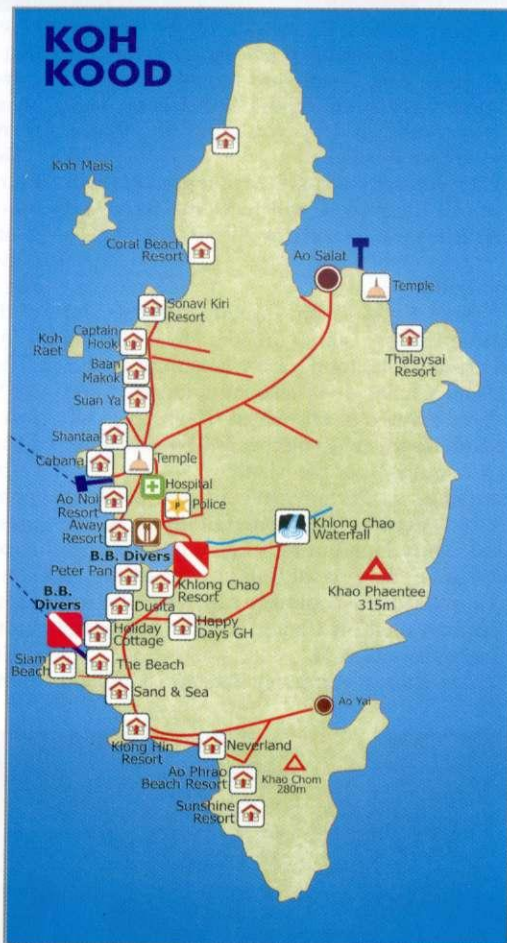 KOH
KOOD
Koh Maisi
Coral Beach
Resort
Ao Salat
Temple
Sonavi Kiri
Resort
Captain
Hook
Koh
Raet
Thalaysai
Resort
Baan
Makok
Suan Ya
Shantaa
Temple
Cabana
Hospital
Ao Noi
Resort
P
Police
Away
Resort
Khlong Chao
Waterfall
B.B. Divers
Peter Pan
Khlong Chao
Resort
Khao Phaentee
315m
B.B.
Divers
Dusita
Happy
Days GH
Holiday
Cottage
Siam
Beach
The Beach
Sand & Sea
Ao Yai
Klong Hin
Resort
Neverland
Ao Phrao
Beach Resort
Khao Chom
280m
Sunshine
Resort